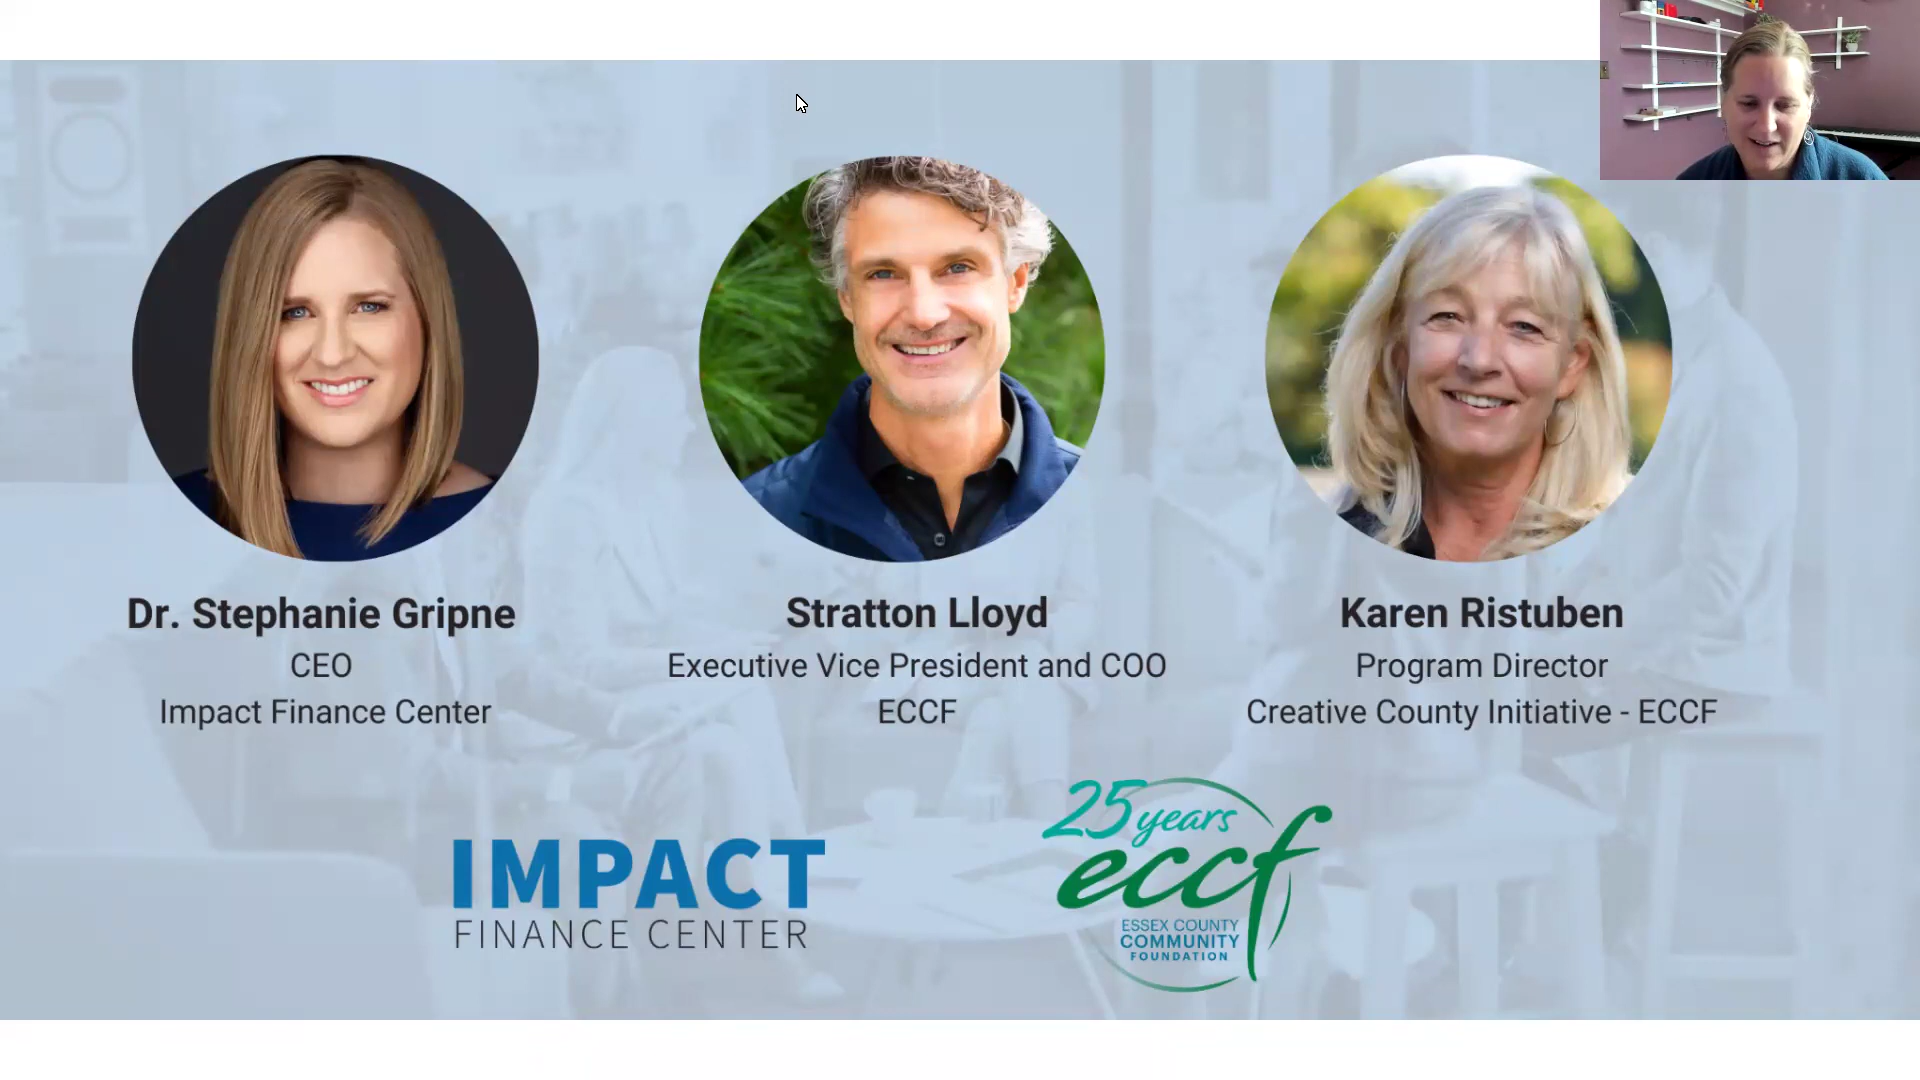 Dr. Stephanie Gripne
CEO
Impact Finance Center
Stratton Lloyd
Executive Vice President and COO
ECCF
Karen Ristuben
Program Director
Creative County Initiative - ECCF
IMPACT
FINANCE CENTER
25 years
eccf
ESSEX COUNTY
COMMUNITY
FOUNDATION